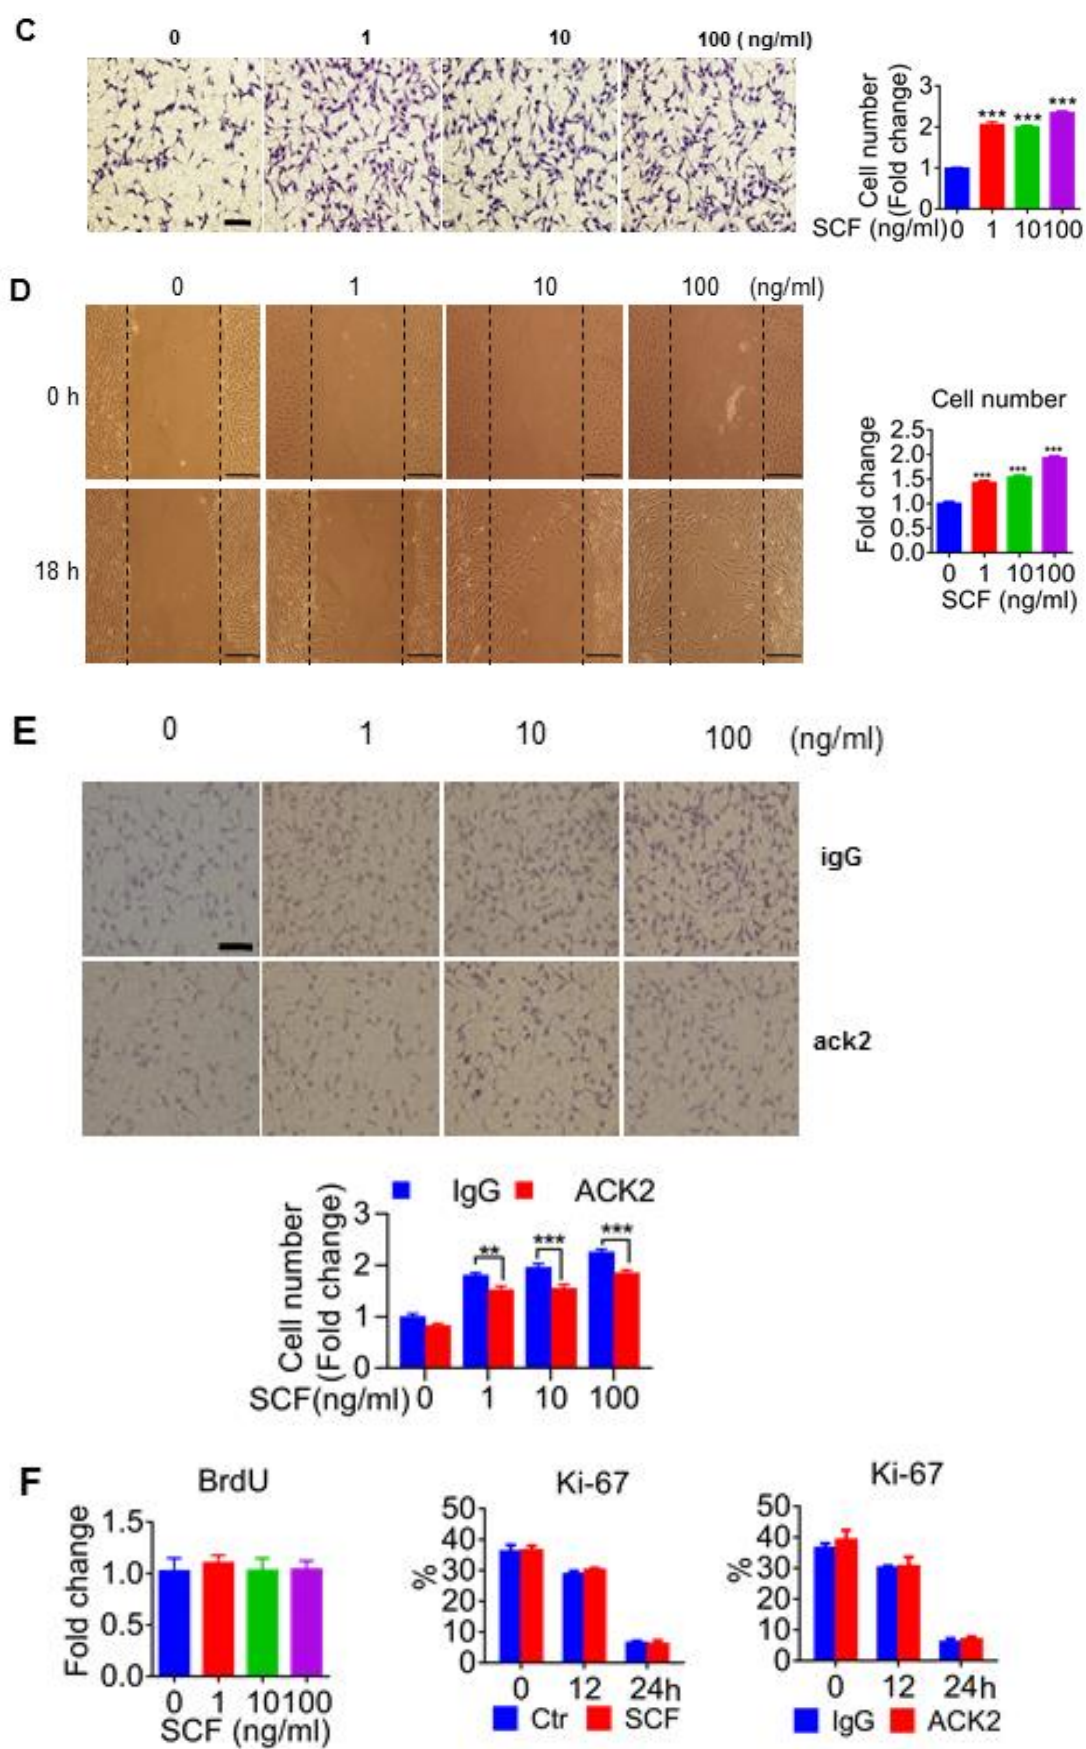 C
0 1 10 100 ( ng/ml)
Cell number
(Fold change)
3
2
1
0
*** *** ***
SCF (ng/ml) 0 1 10 100
D
0 1 10 100 (ng/ml)
0 h
18 h
Cell number
Fold change
2.5
2.0
1.5
1.0
0.5
0.0
*** *** ***
0 1 10 100
SCF (ng/ml)
E
0 1 10 100 (ng/ml)
igG
ack2
IgG ACK2
Cell number
(Fold change)
3
2
1
0
** *** ***
SCF(ng/ml) 0 1 10 100
F
BrdU
Fold change
1.5
1.0
0.5
0.0
0 1 10 100
SCF (ng/ml)
Ki-67
%
50
40
30
20
10
0
0 12 24h
Ctr SCF
Ki-67
%
50
40
30
20
10
0
0 12 24h
IgG ACK2